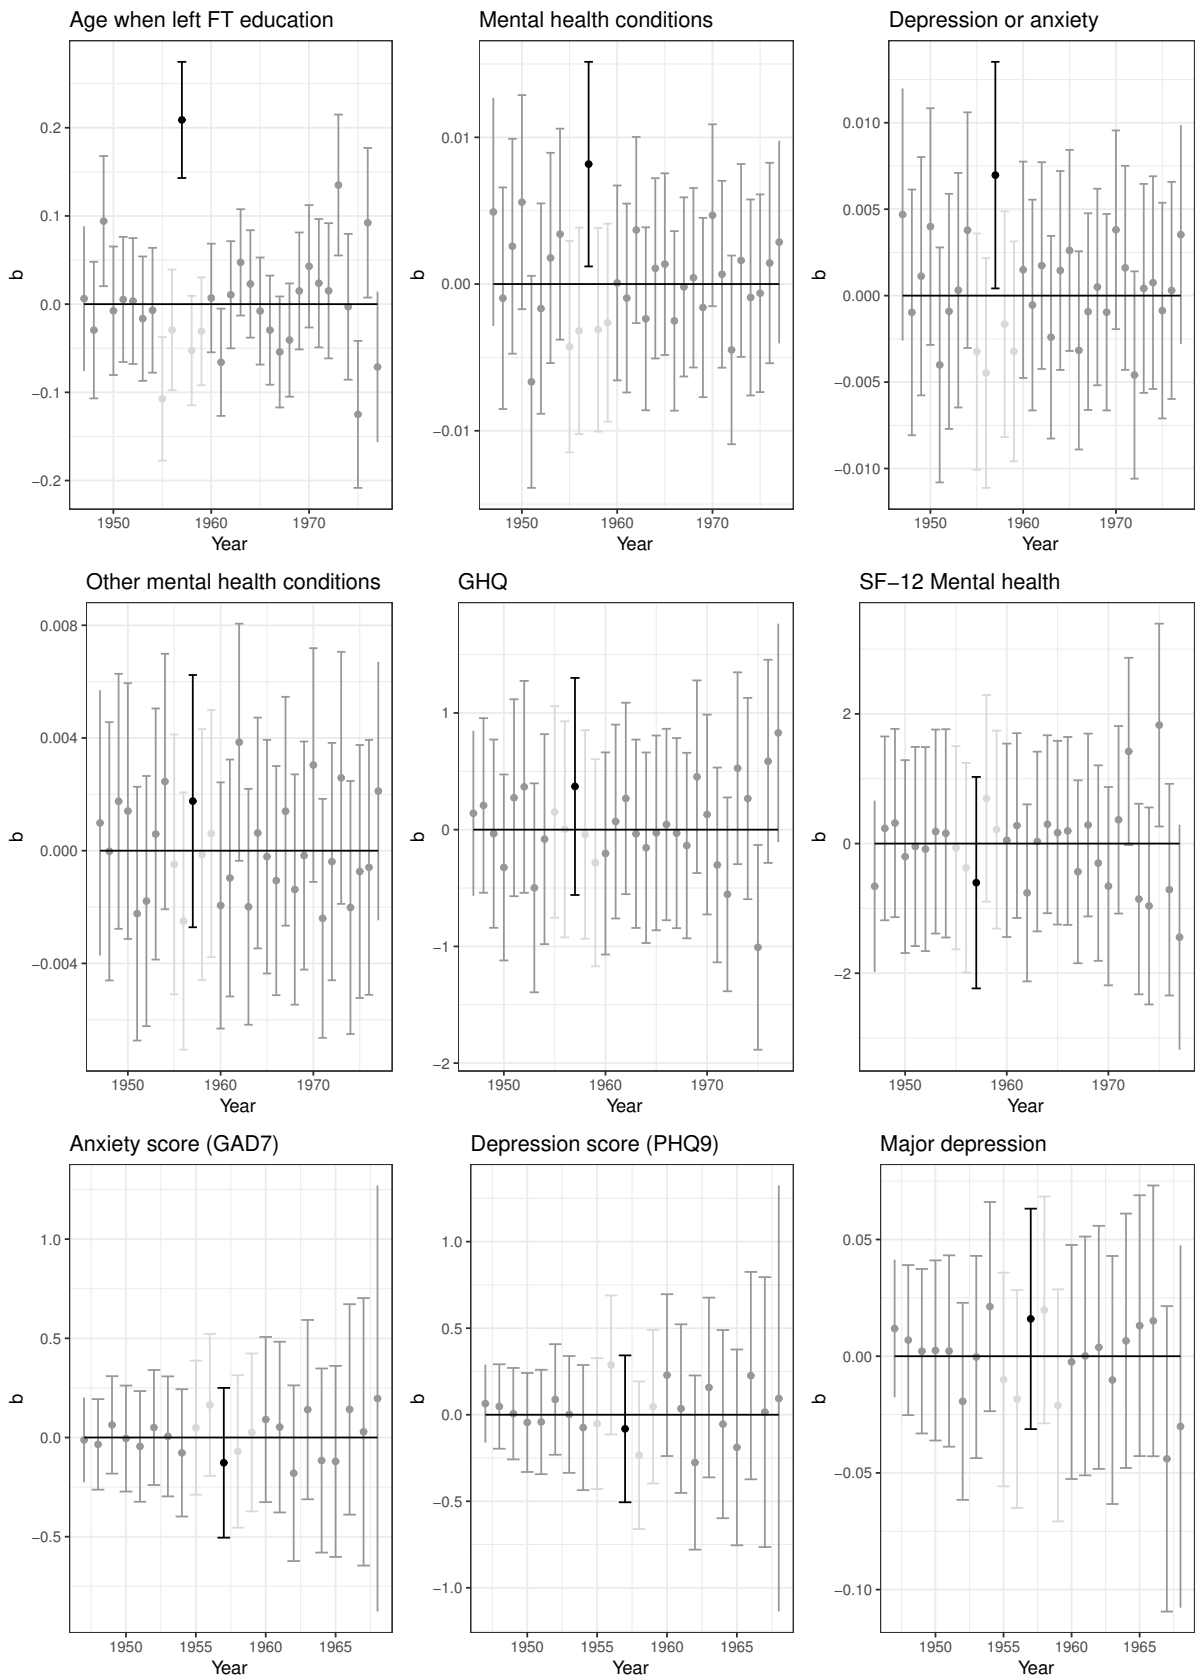 Age when left FT education
Mental health conditions
Depression or anxiety
b
0.2
0.1
0.0
−0.1
−0.2
1950 1960 1970
Year
b
0.01
0.00
−0.01
1950 1960 1970
Year
b
0.010
0.005
0.000
−0.005
−0.010
1950 1960 1970
Year
Other mental health conditions
GHQ
SF−12 Mental health
b
0.008
0.004
0.000
−0.004
1950 1960 1970
Year
b
1
0
−1
−2
1950 1960 1970
Year
b
2
0
−2
1950 1960 1970
Year
Anxiety score (GAD7)
Depression score (PHQ9)
Major depression
b
1.0
0.5
0.0
−0.5
1950 1955 1960 1965
Year
b
1.0
0.5
0.0
−0.5
−1.0
1950 1955 1960 1965
Year
b
0.05
0.00
−0.05
−0.10
1950 1955 1960 1965
Year